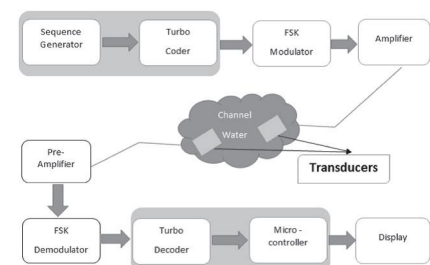 Sequence
Generator
Turbo
Coder
FSK
Modulator
Amplifier
Channel
Water
Transducers
Pre-
Amplifier
FSK
Demodulator
Turbo
Decoder
Micro -
controller
Display